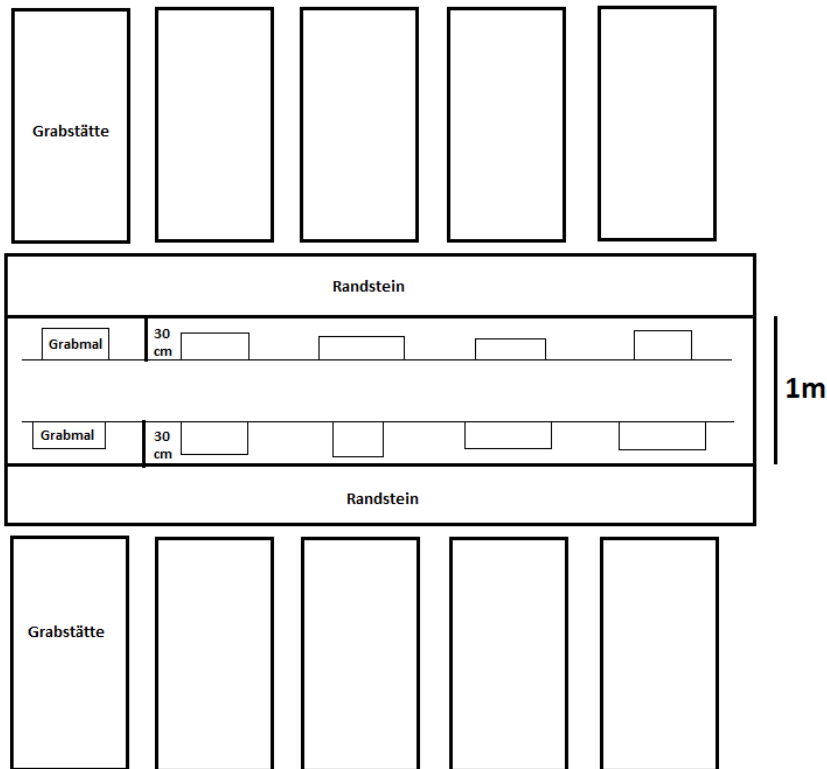 Grabstätte
Randstein
Grabmal
30
cm
1m
Grabmal
30
cm
Randstein
Grabstätte